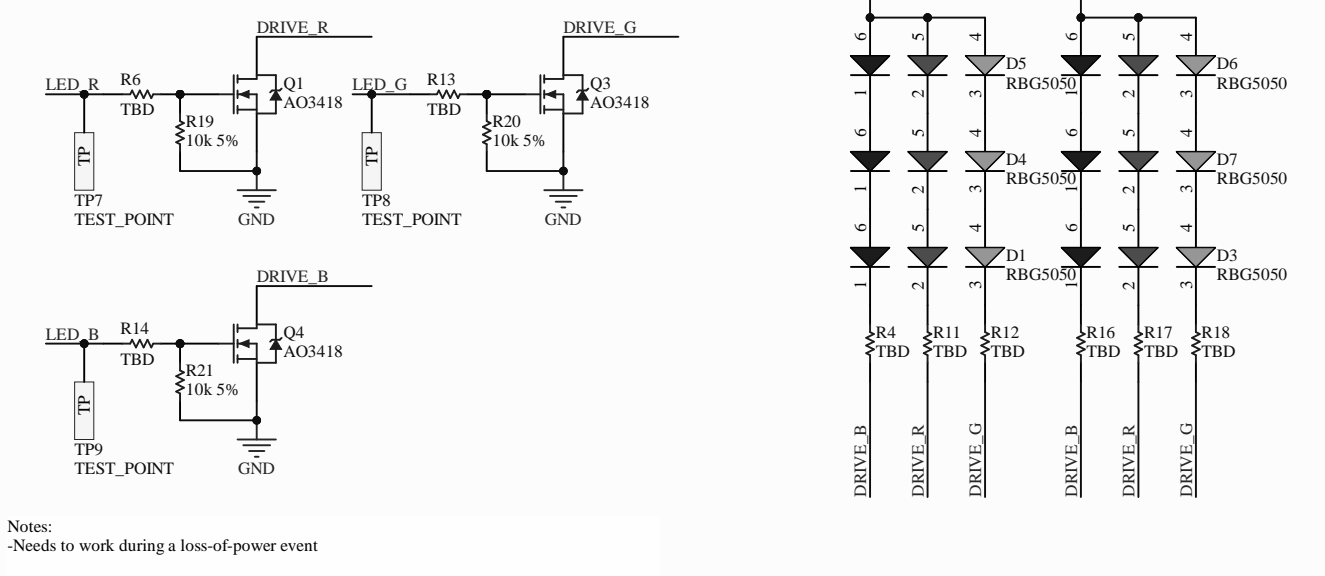 DRIVE_R
LED_R
R6
TBD
Q1
AO3418
R19
10k 5%
TP
TP7
TEST_POINT
GND
DRIVE_G
LED_G
R13
TBD
Q3
AO3418
R20
10k 5%
TP
TP8
TEST_POINT
GND
DRIVE_B
LED_B
R14
TBD
Q4
AO3418
R21
10k 5%
TP
TP9
TEST_POINT
GND
6 5 4
D5
RBG5050
1 2 3
6 5 4
D4
RBG5050
1 2 3
6 5 4
D1
RBG5050
1 2 3
R4
TBD
R11
TBD
R12
TBD
DRIVE_B
DRIVE_R
DRIVE_G
6 5 4
D6
RBG5050
1 2 3
6 5 4
D7
RBG5050
1 2 3
6 5 4
D3
RBG5050
1 2 3
R16
TBD
R17
TBD
R18
TBD
DRIVE_B
DRIVE_R
DRIVE_G
Notes:
-Needs to work during a loss-of-power event